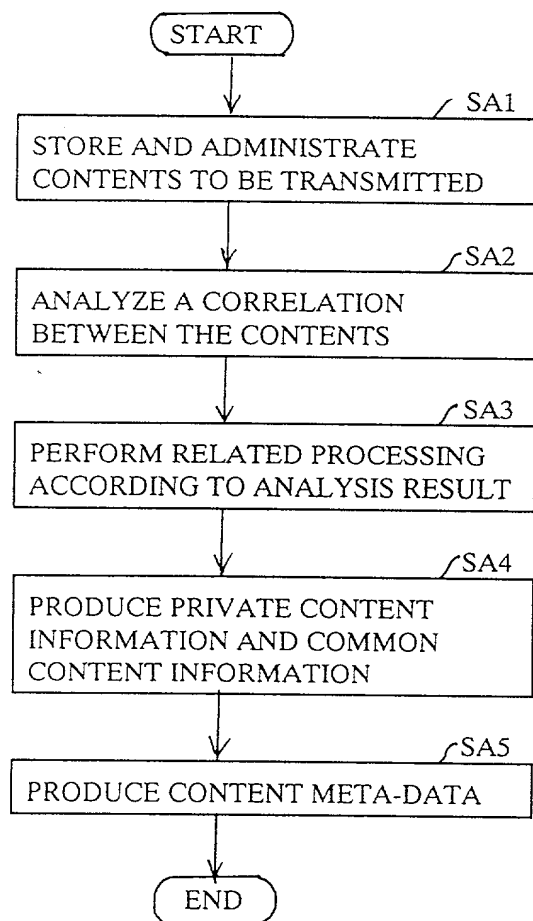 START
SA1
STORE AND ADMINISTRATE
CONTENTS TO BE TRANSMITTED
SA2
ANALYZE A CORRELATION
BETWEEN THE CONTENTS
SA3
PERFORM RELATED PROCESSING
ACCORDING TO ANALYSIS RESULT
SA4
PRODUCE PRIVATE CONTENT
INFORMATION AND COMMON
CONTENT INFORMATION
SA5
PRODUCE CONTENT META-DATA
END